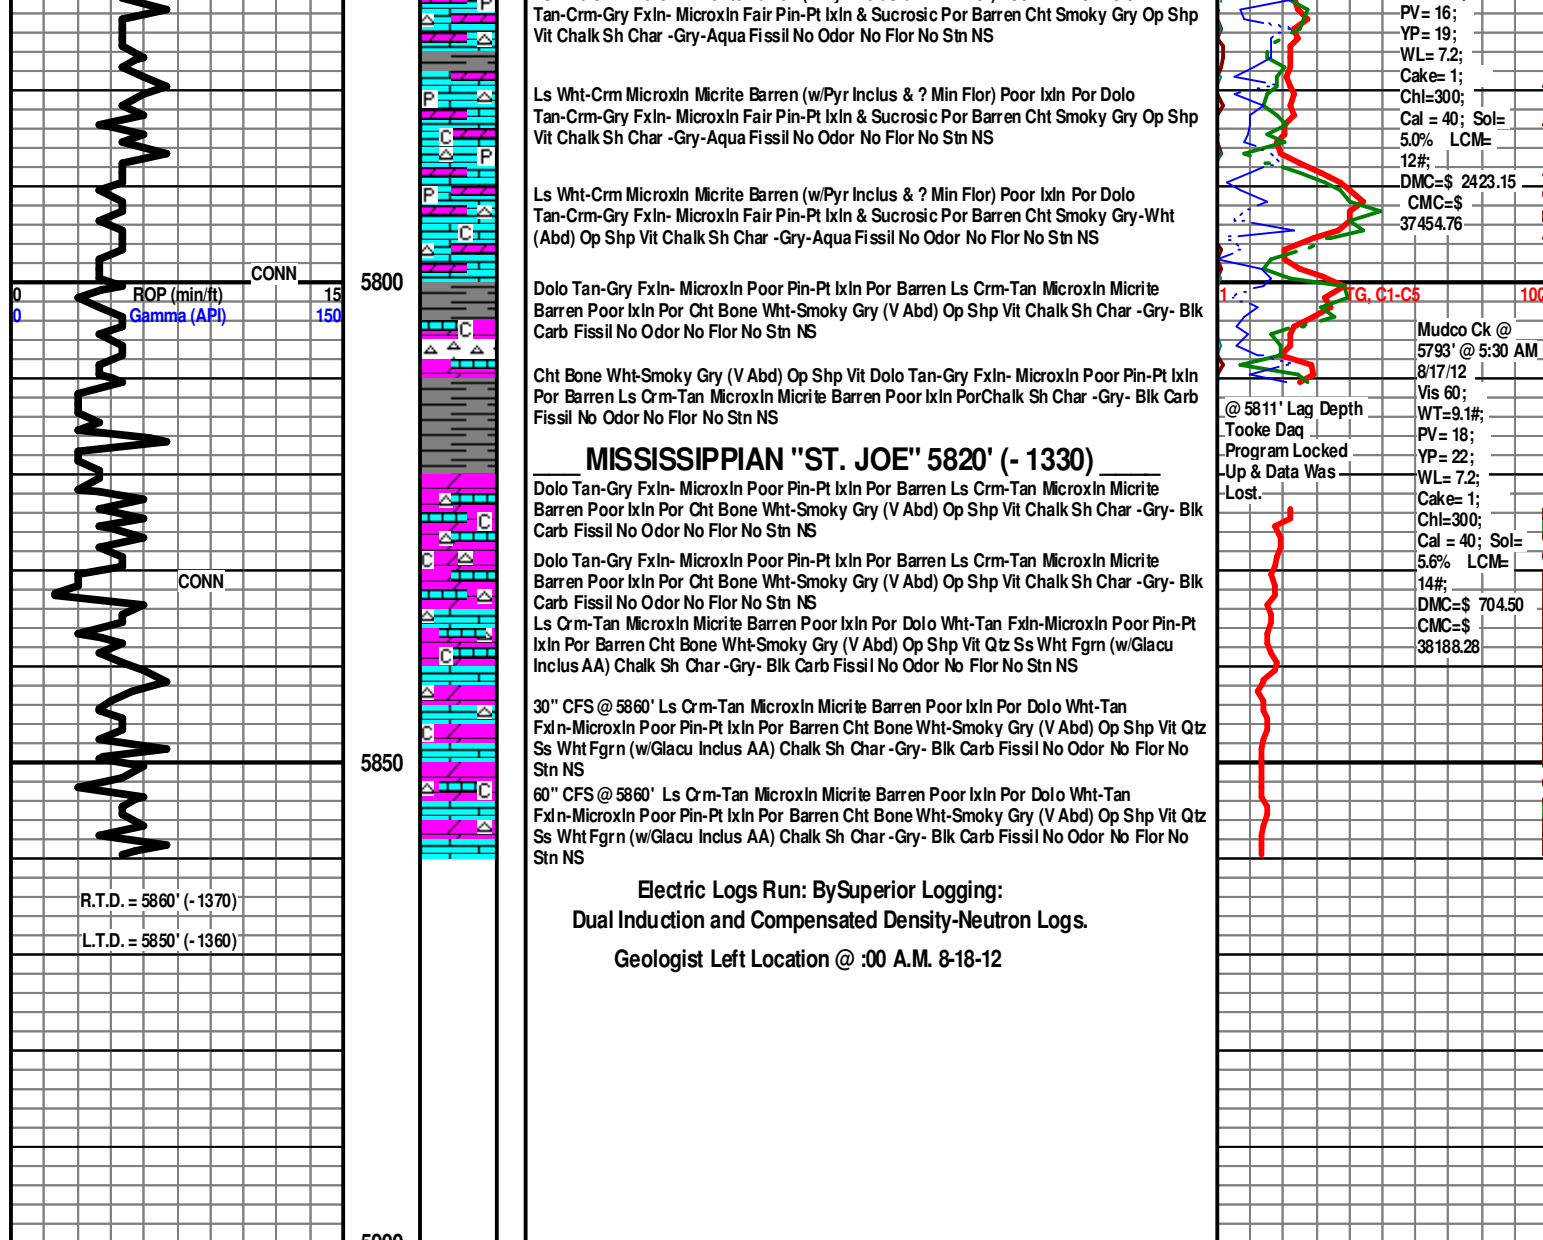 Tan-Crm-Gry Fxln- Microxln Fair Pin-Pt Ixln & Sucrosic Por Barren Cht Smoky Gry Op Shp
Vit Chalk Sh Char -Gry-Aqua Fissil No Odor No Flor No Stn NS
Ls Wht-Crm Microxln Micrite Barren (w/Pyr Inclus & ? Min Flor) Poor Ixln Por Dolo
Tan-Crm-Gry Fxln- Microxln Fair Pin-Pt Ixln & Sucrosic Por Barren Cht Smoky Gry Op Shp
Vit Chalk Sh Char -Gry-Aqua Fissil No Odor No Flor No Stn NS
Ls Wht-Crm Microxln Micrite Barren (w/Pyr Inclus & ? Min Flor) Poor Ixln Por Dolo
Tan-Crm-Gry Fxln- Microxln Fair Pin-Pt Ixln & Sucrosic Por Barren Cht Smoky Gry-Wht
(Abd) Op Shp Vit Chalk Sh Char -Gry-Aqua Fissil No Odor No Flor No Stn NS
CONN
0 ROP (min/ft) 15
0 Gamma (API) 150
5800
P
P
C
P
P
C
C
Dolo Tan-Gry Fxln- Microxln Poor Pin-Pt Ixln Por Barren Ls Crm-Tan Microxln Micrite
Barren Poor Ixln Por Cht Bone Wht-Smoky Gry (V Abd) Op Shp Vit Chalk Sh Char -Gry- Blk
Carb Fissil No Odor No Flor No Stn NS
Cht Bone Wht-Smoky Gry (V Abd) Op Shp Vit Dolo Tan-Gry Fxln- Microxln Poor Pin-Pt Ixln
Por Barren Ls Crm-Tan Microxln Micrite Barren Poor Ixln PorChalk Sh Char -Gry- Blk Carb
Fissil No Odor No Flor No Stn NS
___ MISSISSIPPIAN "ST. JOE" 5820' (- 1330) ____
Dolo Tan-Gry Fxln- Microxln Poor Pin-Pt Ixln Por Barren Ls Crm-Tan Microxln Micrite
Barren Poor Ixln Por Cht Bone Wht-Smoky Gry (V Abd) Op Shp Vit Chalk Sh Char -Gry- Blk
Carb Fissil No Odor No Flor No Stn NS
Dolo Tan-Gry Fxln- Microxln Poor Pin-Pt Ixln Por Barren Ls Crm-Tan Microxln Micrite
Barren Poor Ixln Por Cht Bone Wht-Smoky Gry (V Abd) Op Shp Vit Chalk Sh Char -Gry- Blk
Carb Fissil No Odor No Flor No Stn NS
Ls Crm-Tan Microxln Micrite Barren Poor Ixln Por Dolo Wht-Tan Fxln-Microxln Poor Pin-Pt
Ixln Por Barren Cht Bone Wht-Smoky Gry (V Abd) Op Shp Vit Qtz Ss Wht Fgrn (w/Glacu
Inclus AA) Chalk Sh Char -Gry- Blk Carb Fissil No Odor No Flor No Stn NS
CONN
C
C
C
C
C
30" CFS @ 5860' Ls Crm-Tan Microxln Micrite Barren Poor Ixln Por Dolo Wht-Tan
Fxln-Microxln Poor Pin-Pt Ixln Por Barren Cht Bone Wht-Smoky Gry (V Abd) Op Shp Vit Qtz
Ss Wht Fgrn (w/Glacu Inclus AA) Chalk Sh Char -Gry- Blk Carb Fissil No Odor No Flor No
Stn NS
5850
60" CFS @ 5860' Ls Crm-Tan Microxln Micrite Barren Poor Ixln Por Dolo Wht-Tan
Fxln-Microxln Poor Pin-Pt Ixln Por Barren Cht Bone Wht-Smoky Gry (V Abd) Op Shp Vit Qtz
Ss Wht Fgrn (w/Glacu Inclus AA) Chalk Sh Char -Gry- Blk Carb Fissil No Odor No Flor No
Stn NS
R.T.D. = 5860' (-1370)
L.T.D. = 5850' (-1360)
Electric Logs Run: BySuperior Logging:
Dual Induction and Compensated Density-Neutron Logs.
Geologist Left Location @ :00 A.M. 8-18-12
PV= 16;
YP= 19;
WL= 7.2;
Cake= 1;
Chl=300;
Cal = 40; Sol=
5.0% LCM=
12#;
DMC=$ 2423.15
CMC=$
37454.76
1 TG, C1-C5 100
Mudco Ck @
5793' @ 5:30 AM
8/17/12
Vis 60;
WT=9.1#;
PV= 18;
YP= 22;
WL= 7.2;
Cake= 1;
Chl=300;
Cal = 40; Sol=
5.6% LCM=
14#;
DMC=$ 704.50
CMC=$
38188.28
@ 5811' Lag Depth
Tooke Daq
Program Locked
Up & Data Was
Lost.